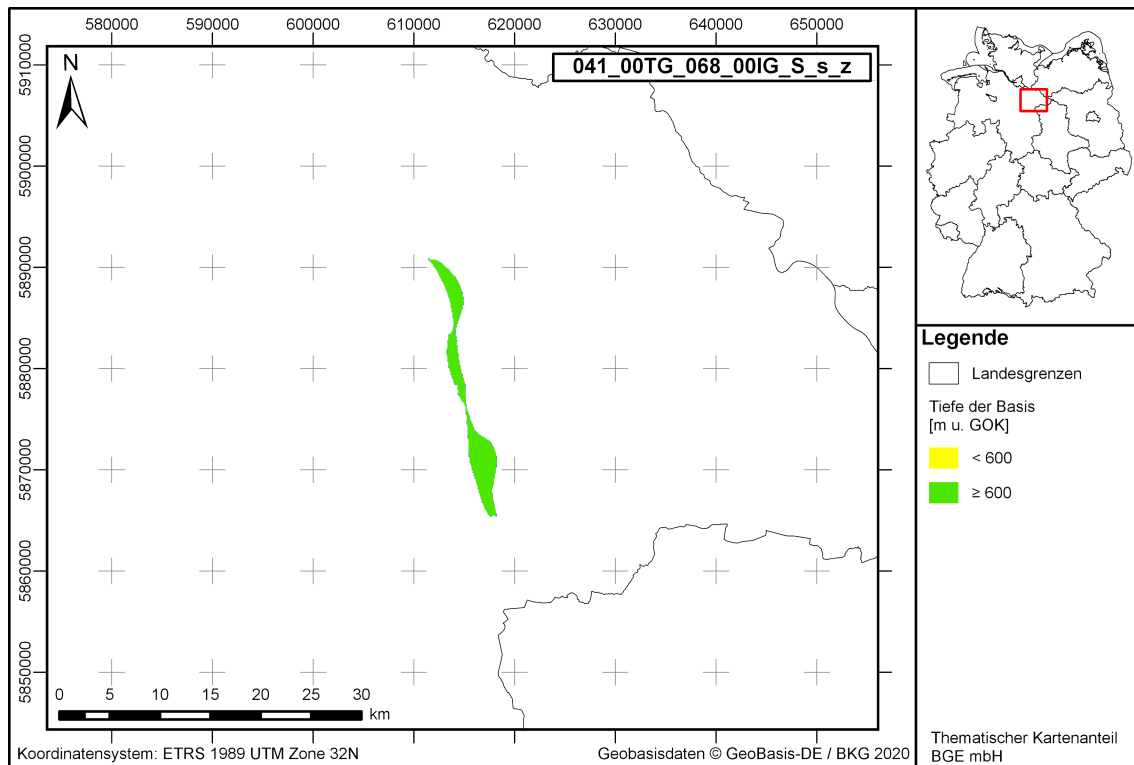 580000 590000 600000 610000 620000 630000 640000 650000
041_00TG_068_00IG_S_s_z
N
5910000
5900000
5890000
5880000
5870000
5860000
5850000
0 5 10 15 20 25 30
km
Koordinatensystem: ETRS 1989 UTM Zone 32N
Geobasisdaten © GeoBasis-DE / BKG 2020
Legende
Landesgrenzen
Tiefe der Basis
[m u. GOK]
< 600
≥ 600
Thematischer Kartenanteil
BGE mbH